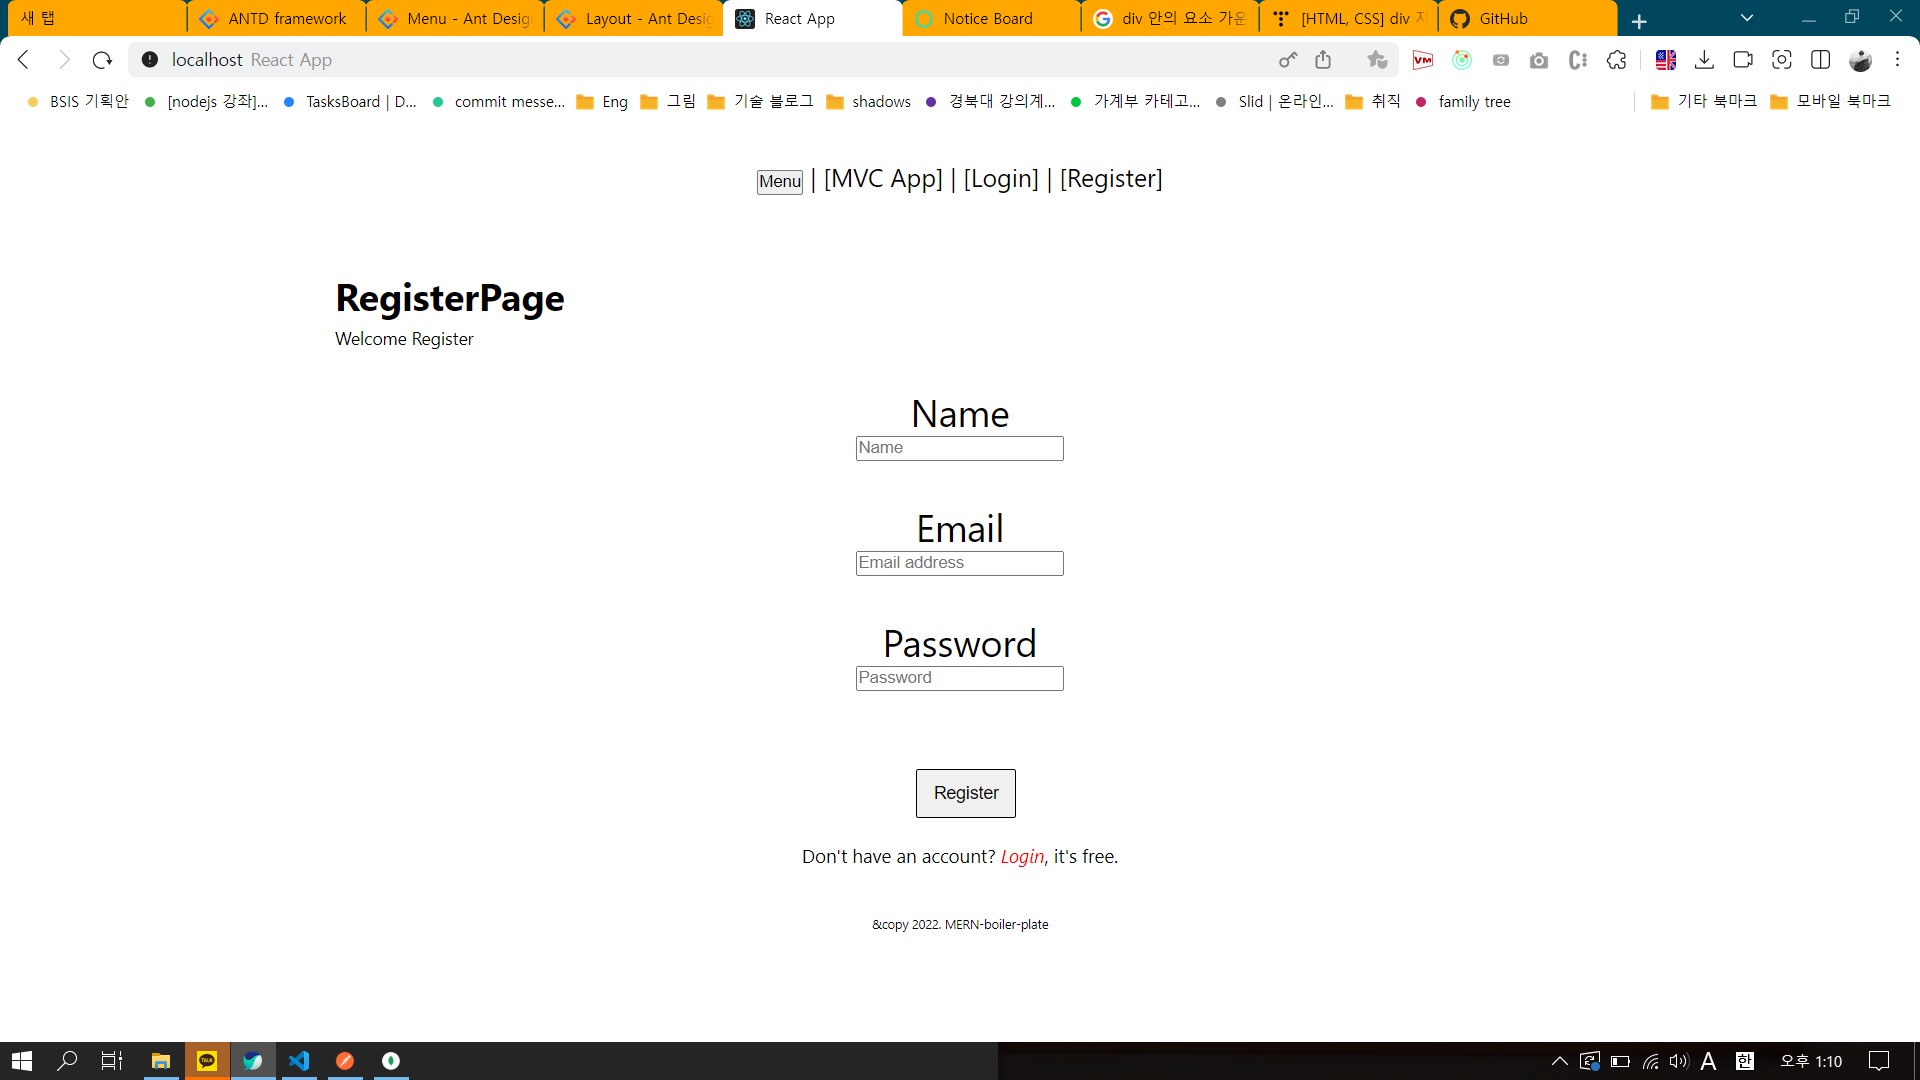 새 탭
ANTD framework
Menu - Ant Desig
Layout - Ant Desig
React App
Notice Board
div 안의 요소 가운
[HTML, CSS] div
GitHub
localhost React App
BSIS 기획안
[nodejs 강좌]...
TasksBoard | D...
commit messe...
Eng
그림
기술 블로그
shadows
경북대 강의계...
가계부 카테고...
Slid | 온라인...
취직
family tree
기타 북마크
모바일 북마크
Menu | [MVC App] | [Login] | [Register]
RegisterPage
Welcome Register
Name
Name
Email
Email address
Password
Password
Register
Don't have an account? Login, it's free.
&copy 2022. MERN-boiler-plate
TALK
A
한
오후 1:10